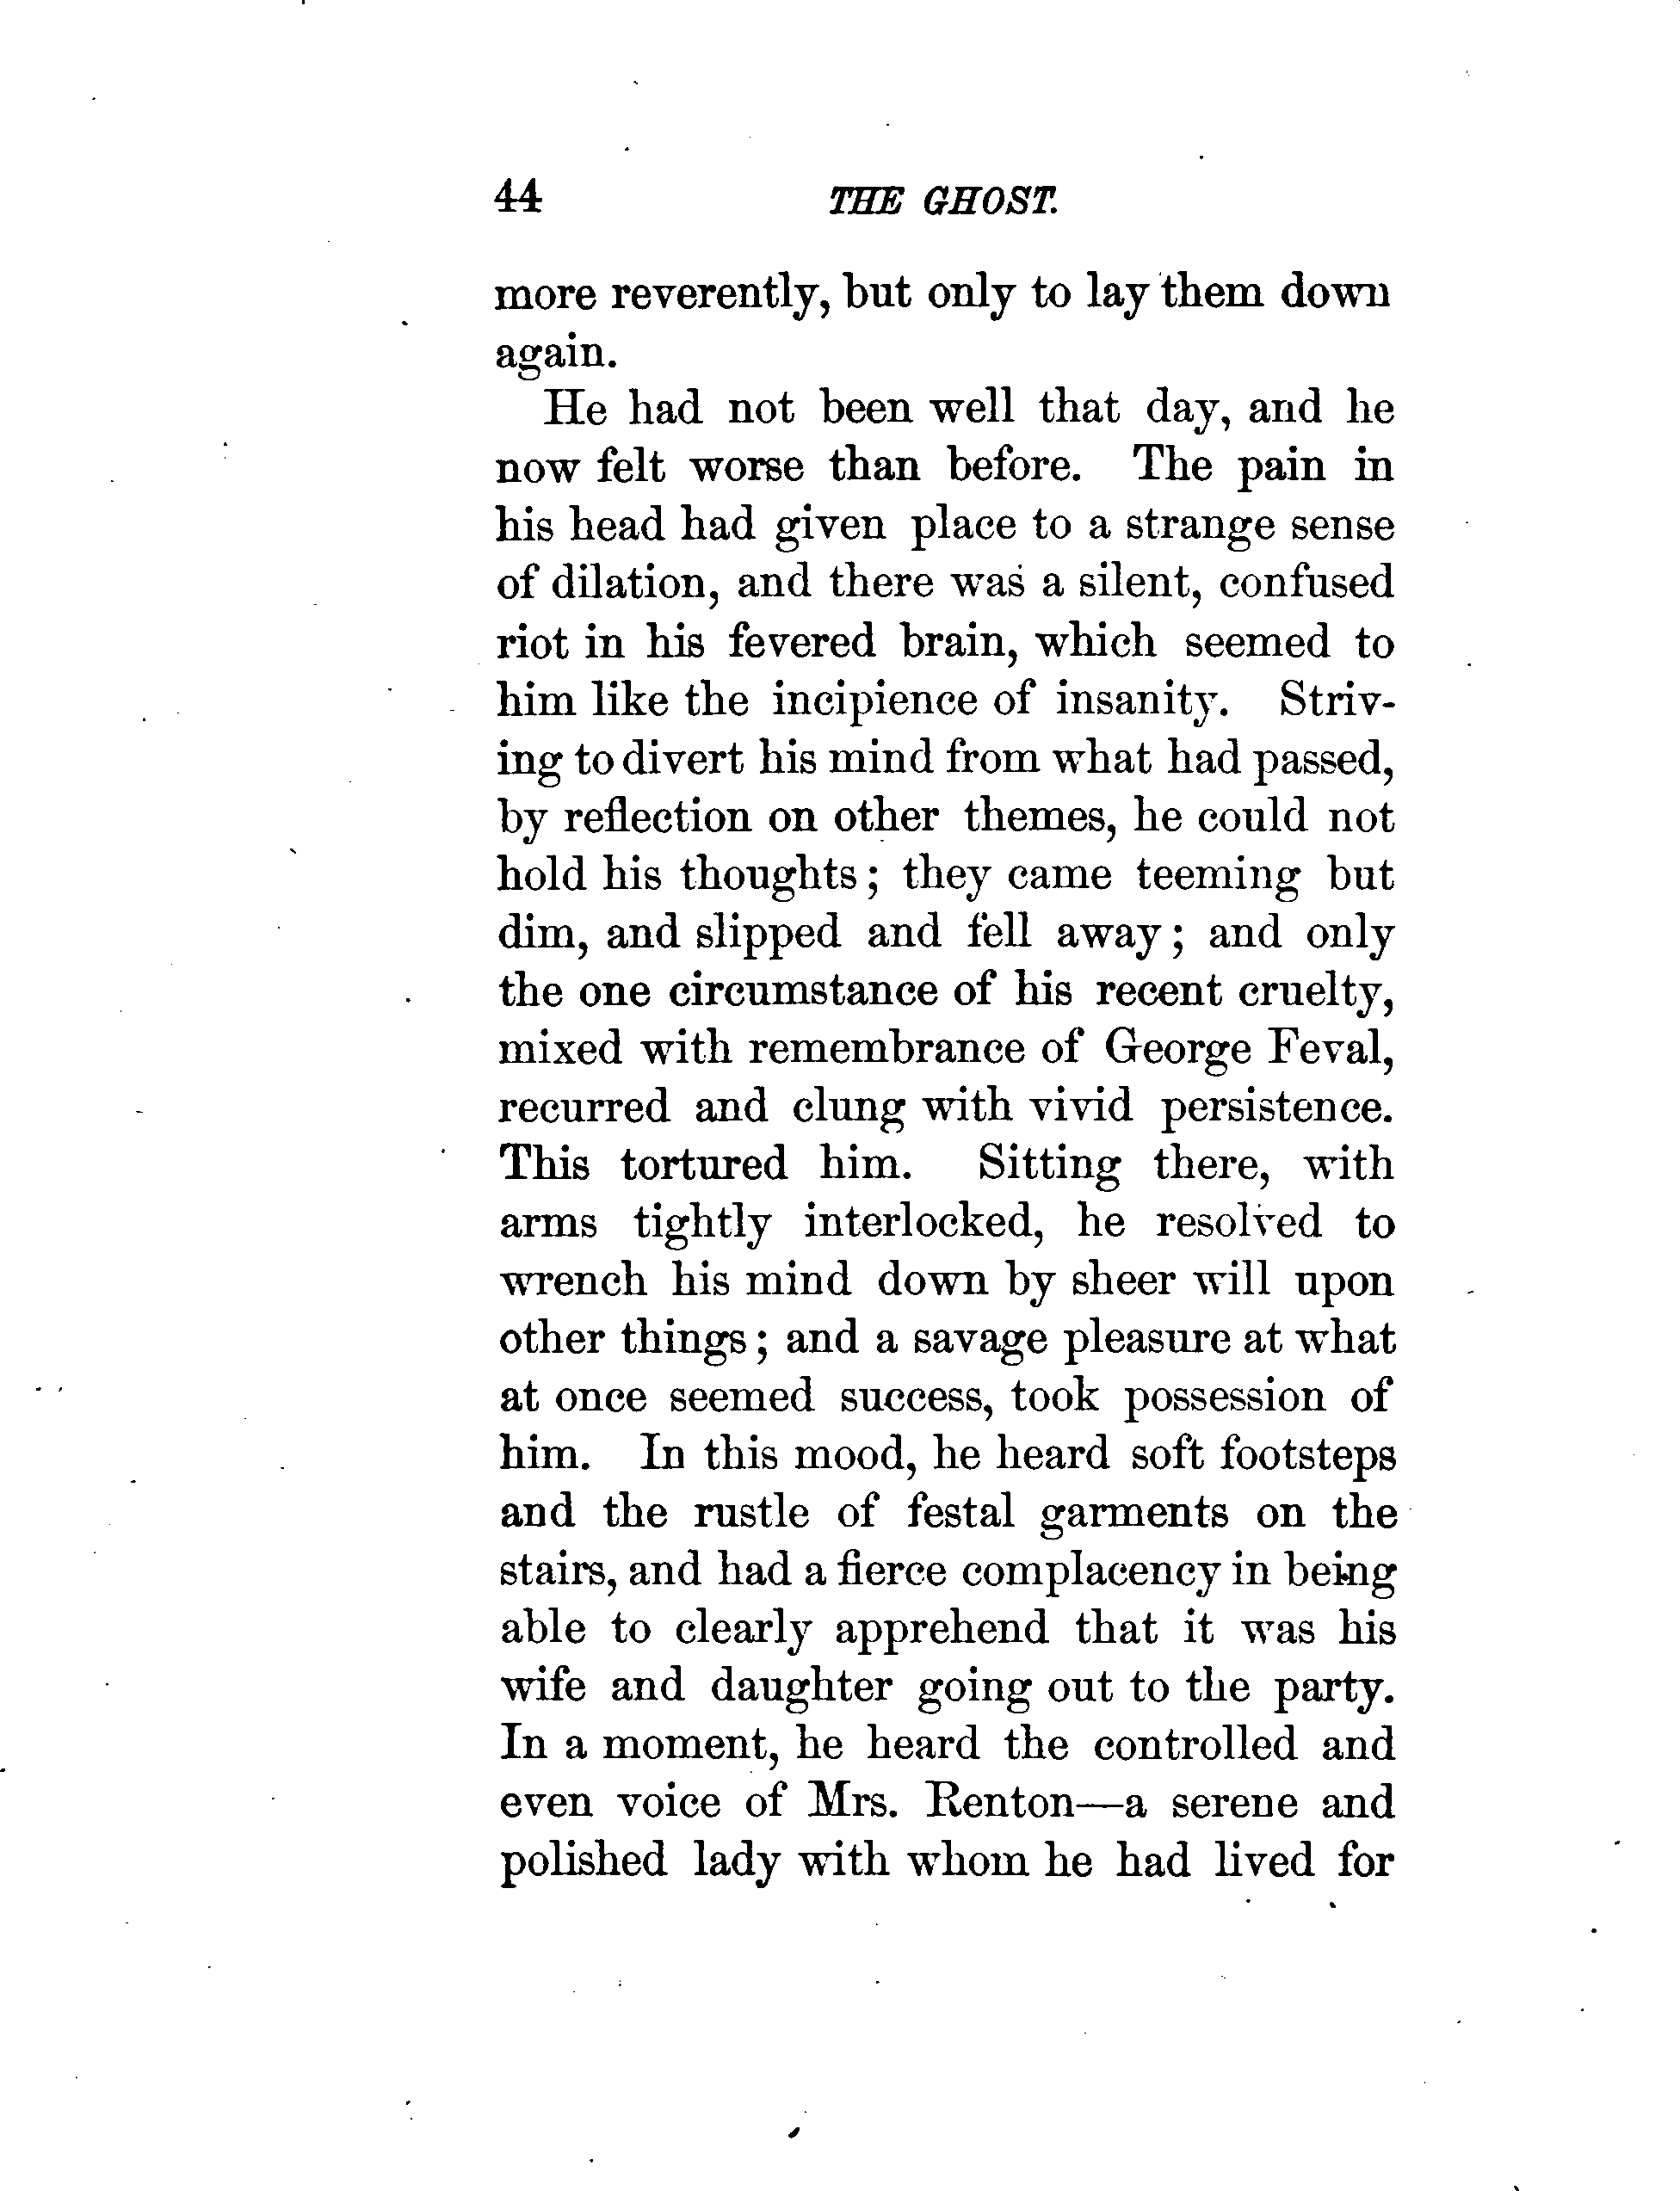 44 THE GHOST.
more reverently, but only to lay them down
again.
He had not been well that day, and he
now felt worse than before. The pain in
his head had given place to a strange sense
of dilation, and there was a silent, confused
riot in his fevered brain, which seemed to
him like the incipience of insanity. Striv-
ing to divert his mind from what had passed,
by reflection on other themes, he could not
hold his thoughts; they came teeming but
dim, and slipped and fell away; and only
the one circumstance of his recent cruelty,
mixed with remembrance of George Feval,
recurred and clung with vivid persistence.
This tortured him. Sitting there, with
arms tightly interlocked, he resolved to
wrench his mind down by sheer will upon
other things; and a savage pleasure at what
at once seemed success, took possession of
him. In this mood, he heard soft footsteps
and the rustle of festal garments on the
stairs, and had a fierce complacency in being
able to clearly apprehend that it was his
wife and daughter going out to the party.
In a moment, he heard the controlled and
even voice of Mrs. Renton—a serene and
polished lady with whom he had lived for